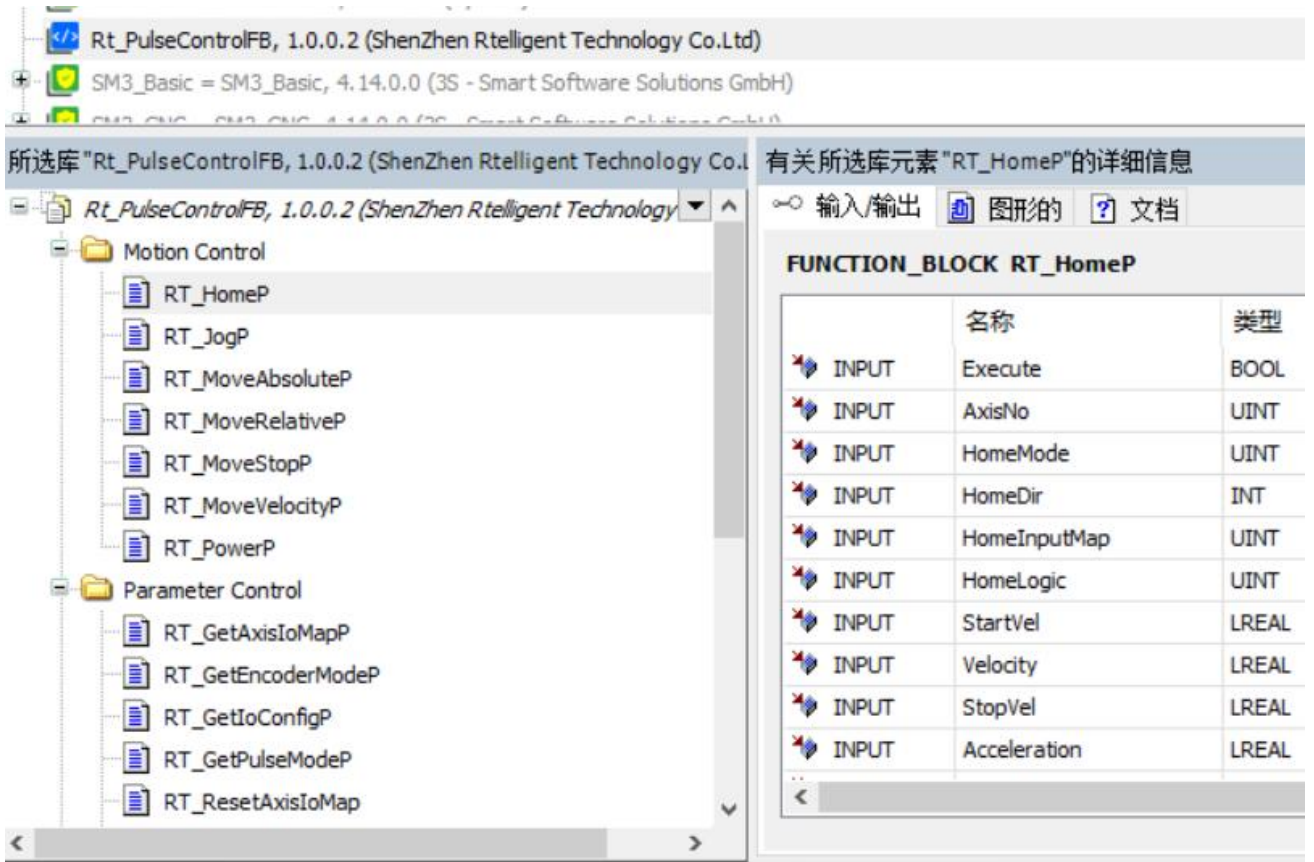 Rt_PulseControlFB, 1.0.0.2 (ShenZhen Rtelligent Technology Co.Ltd)
SM3_Basic = SM3_Basic, 4.14.0.0 (3S - Smart Software Solutions GmbH)
所选库"Rt_PulseControlFB, 1.0.0.2 (ShenZhen Rtelligent Technology Co.L
Rt_PulseControlFB, 1.0.0.2 (ShenZhen Rtelligent Technology
Motion Control
RT_HomeP
RT_JogP
RT_MoveAbsoluteP
RT_MoveRelativeP
RT_MoveStopP
RT_MoveVelocityP
RT_PowerP
Parameter Control
RT_GetAxisIoMapP
RT_GetEncoderModeP
RT_GetIoConfigP
RT_GetPulseModeP
RT_ResetAxisIoMap
有关所选库元素"RT_HomeP"的详细信息
输入/输出 图形的 文档
FUNCTION_BLOCK RT_HomeP
名称 类型
INPUT Execute BOOL
INPUT AxisNo UINT
INPUT HomeMode UINT
INPUT HomeDir INT
INPUT HomeInputMap UINT
INPUT HomeLogic UINT
INPUT StartVel LREAL
INPUT Velocity LREAL
INPUT StopVel LREAL
INPUT Acceleration LREAL